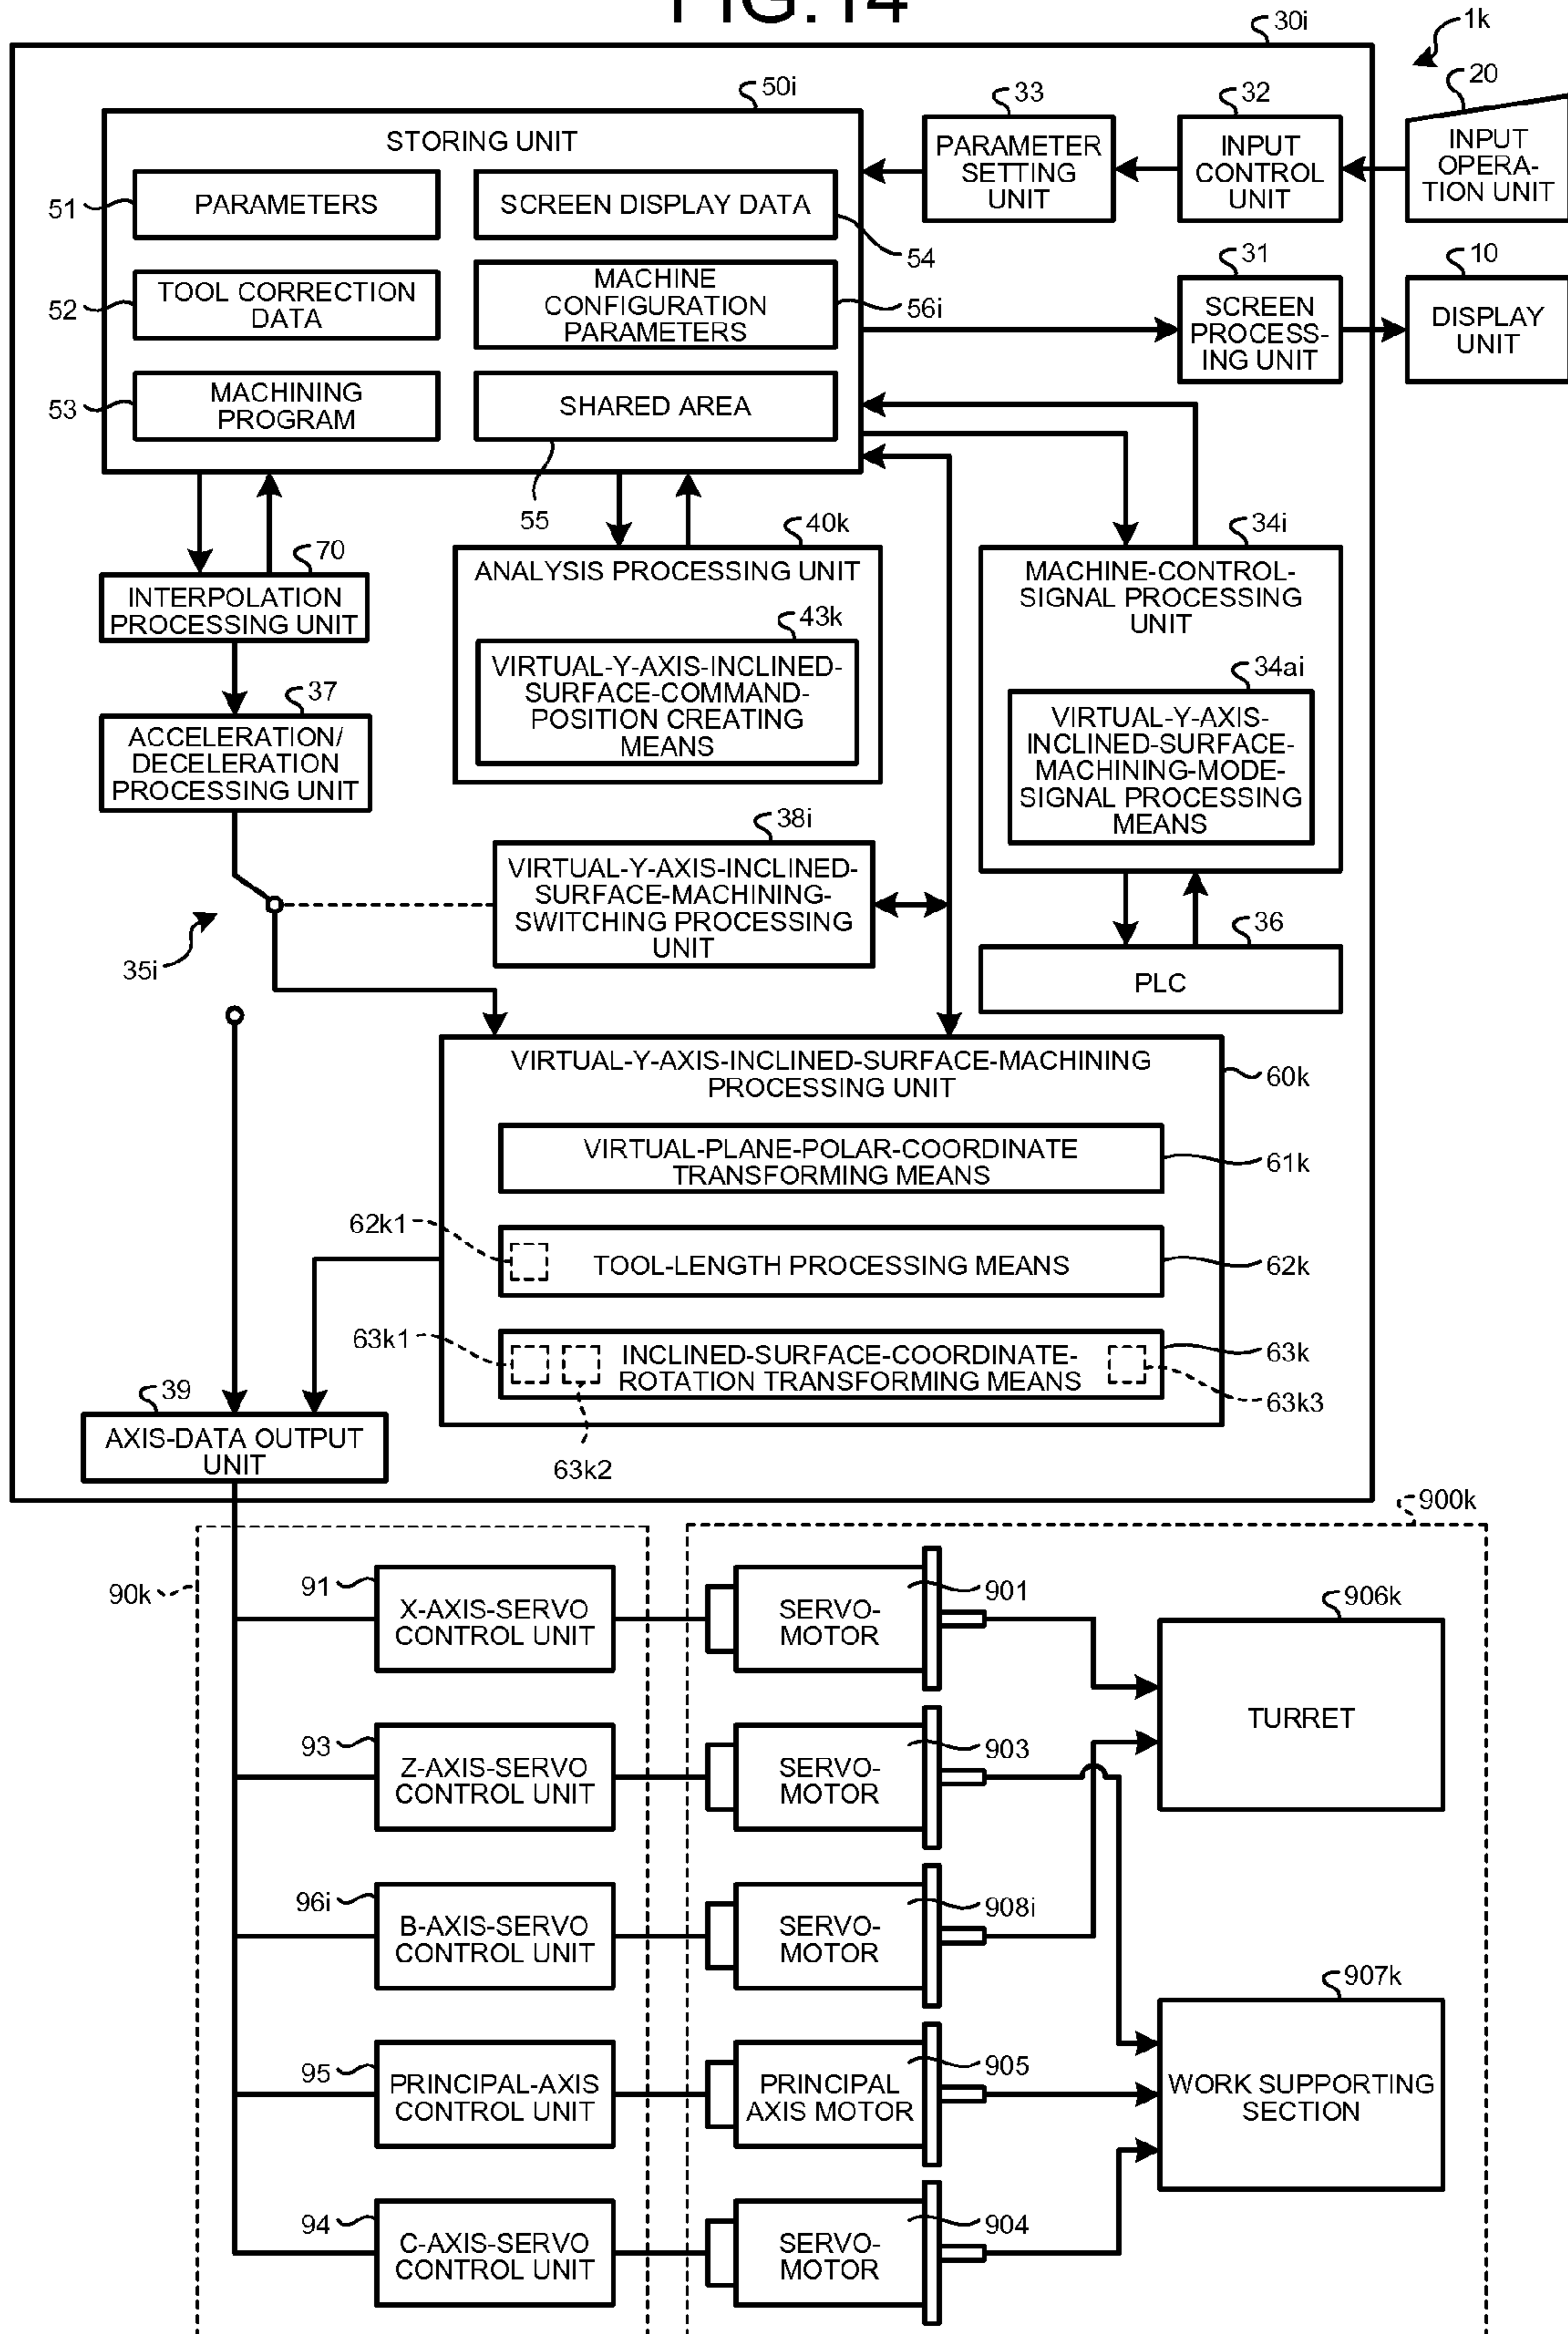 FIG.14
30i
1k
20
50i
33
32
STORING UNIT
PARAMETER
SETTING
UNIT
INPUT
CONTROL
UNIT
INPUT
OPERA-
TION UNIT
51
PARAMETERS
SCREEN DISPLAY DATA
54
31
10
52
TOOL CORRECTION
DATA
MACHINE
CONFIGURATION
PARAMETERS
56i
SCREEN
PROCESS-
ING UNIT
DISPLAY
UNIT
53
MACHINING
PROGRAM
SHARED AREA
55
70
40k
34i
INTERPOLATION
PROCESSING UNIT
ANALYSIS PROCESSING UNIT
43k
VIRTUAL-Y-AXIS-INCLINED-
SURFACE-COMMAND-
POSITION CREATING
MEANS
MACHINE-CONTROL-
SIGNAL PROCESSING
UNIT
34ai
VIRTUAL-Y-AXIS-
INCLINED-SURFACE-
MACHINING-MODE-
SIGNAL PROCESSING
MEANS
37
ACCELERATION/
DECELERATION
PROCESSING UNIT
38i
VIRTUAL-Y-AXIS-INCLINED-
SURFACE-MACHINING-
SWITCHING PROCESSING
UNIT
35i
36
PLC
VIRTUAL-Y-AXIS-INCLINED-SURFACE-MACHINING
PROCESSING UNIT
60k
VIRTUAL-PLANE-POLAR-COORDINATE
TRANSFORMING MEANS
61k
62k1
TOOL-LENGTH PROCESSING MEANS
62k
63k1
INCLINED-SURFACE-COORDINATE-
ROTATION TRANSFORMING MEANS
63k
63k3
63k2
39
AXIS-DATA OUTPUT
UNIT
900k
90k
91
X-AXIS-SERVO
CONTROL UNIT
SERVO-
MOTOR
901
906k
TURRET
93
Z-AXIS-SERVO
CONTROL UNIT
SERVO-
MOTOR
903
96i
B-AXIS-SERVO
CONTROL UNIT
SERVO-
MOTOR
908i
907k
WORK SUPPORTING
SECTION
95
PRINCIPAL-AXIS
CONTROL UNIT
PRINCIPAL
AXIS MOTOR
905
94
C-AXIS-SERVO
CONTROL UNIT
SERVO-
MOTOR
904